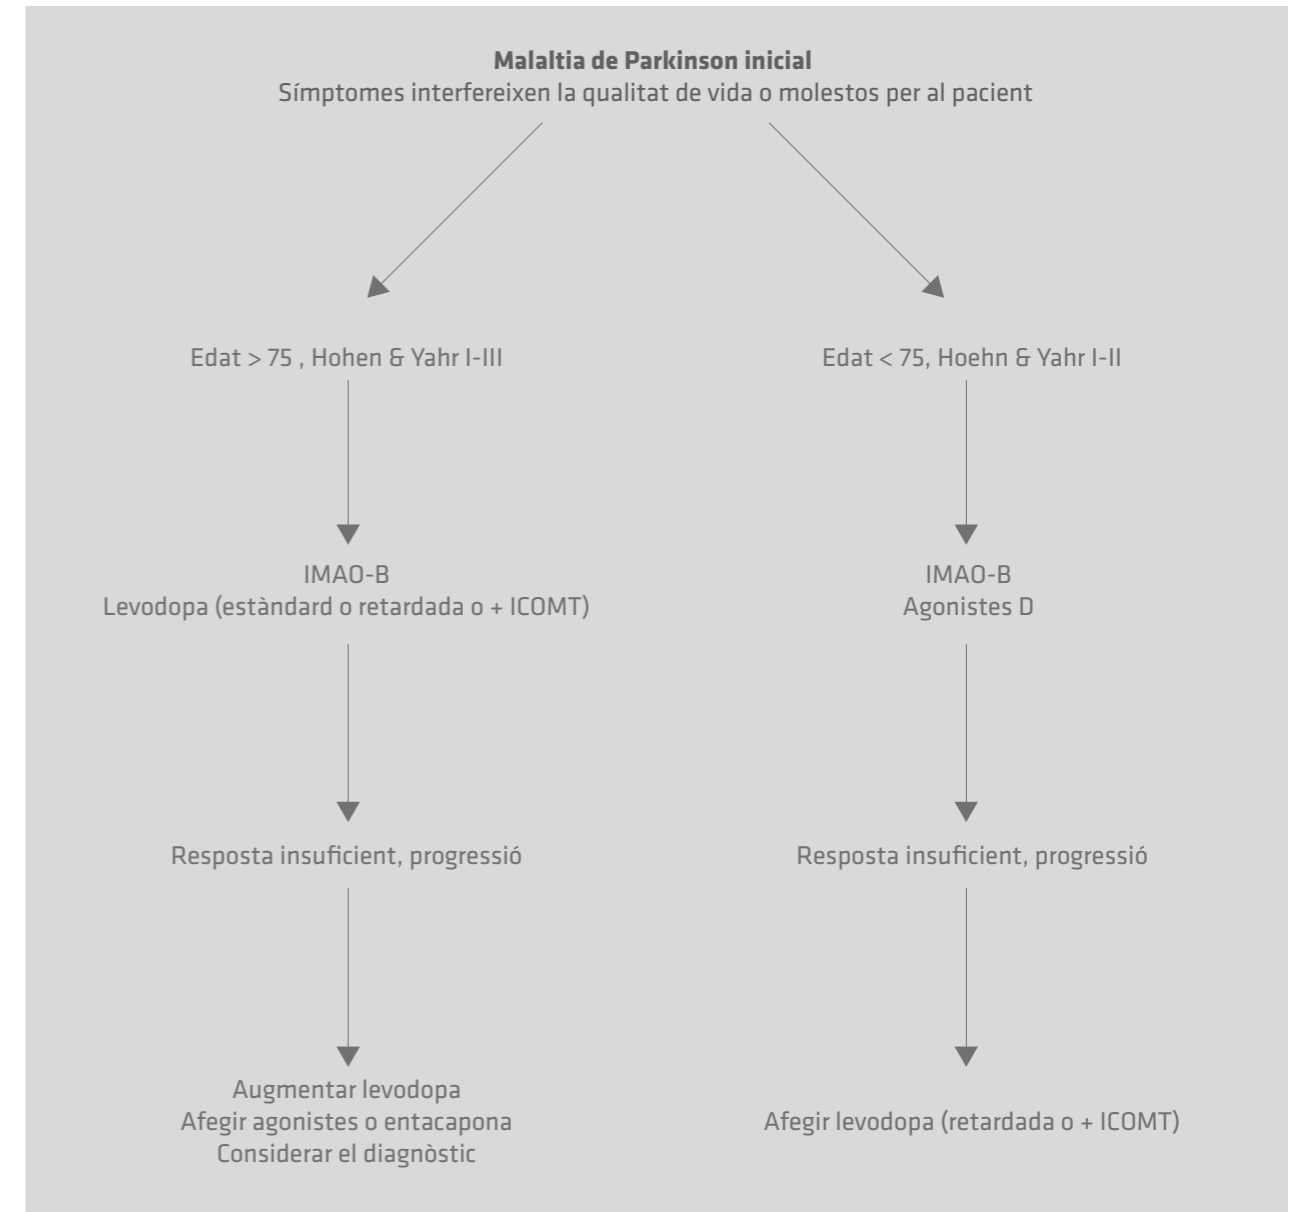 Malaltia de Parkinson inicial
Símptomes interfereixen la qualitat de vida o molestos per al pacient
Edat > 75 , Hohen & Yahr I-III
Edat < 75, Hoehn & Yahr I-II
IMAO-B
Levodopa (estàndard o retardada o + ICOMT)
IMAO-B
Agonistes D
Resposta insuficient, progressió
Resposta insuficient, progressió
Augmentar levodopa
Afegir agonistes o entacapona
Considerar el diagnòstic
Afegir levodopa (retardada o + ICOMT)